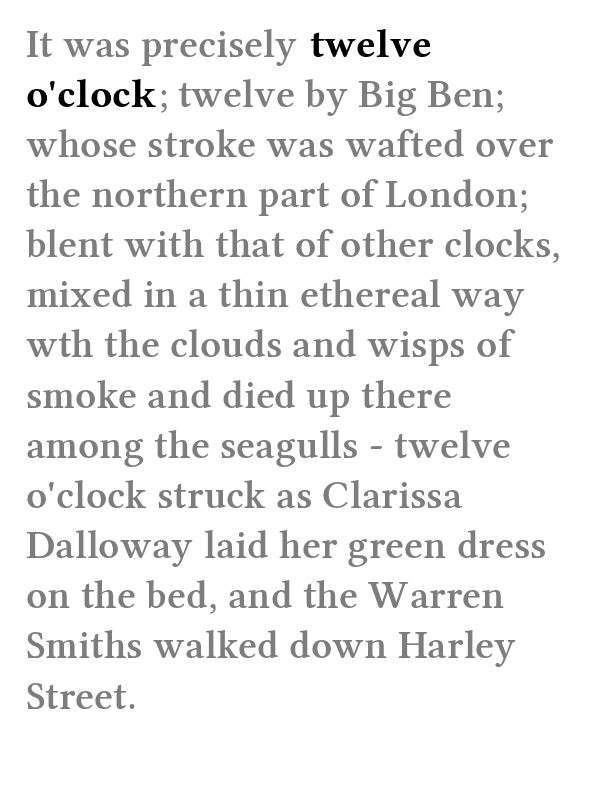 It was precisely twelve
o'clock; twelve by Big Ben;
whose stroke was wafted over
the northern part of London;
blent with that of other clocks,
mixed in a thin ethereal way
wth the clouds and wisps of
smoke and died up there
among the seagulls - twelve
o'clock struck as Clarissa
Dalloway laid her green dress
on the bed, and the Warren
Smiths walked down Harley
Street.